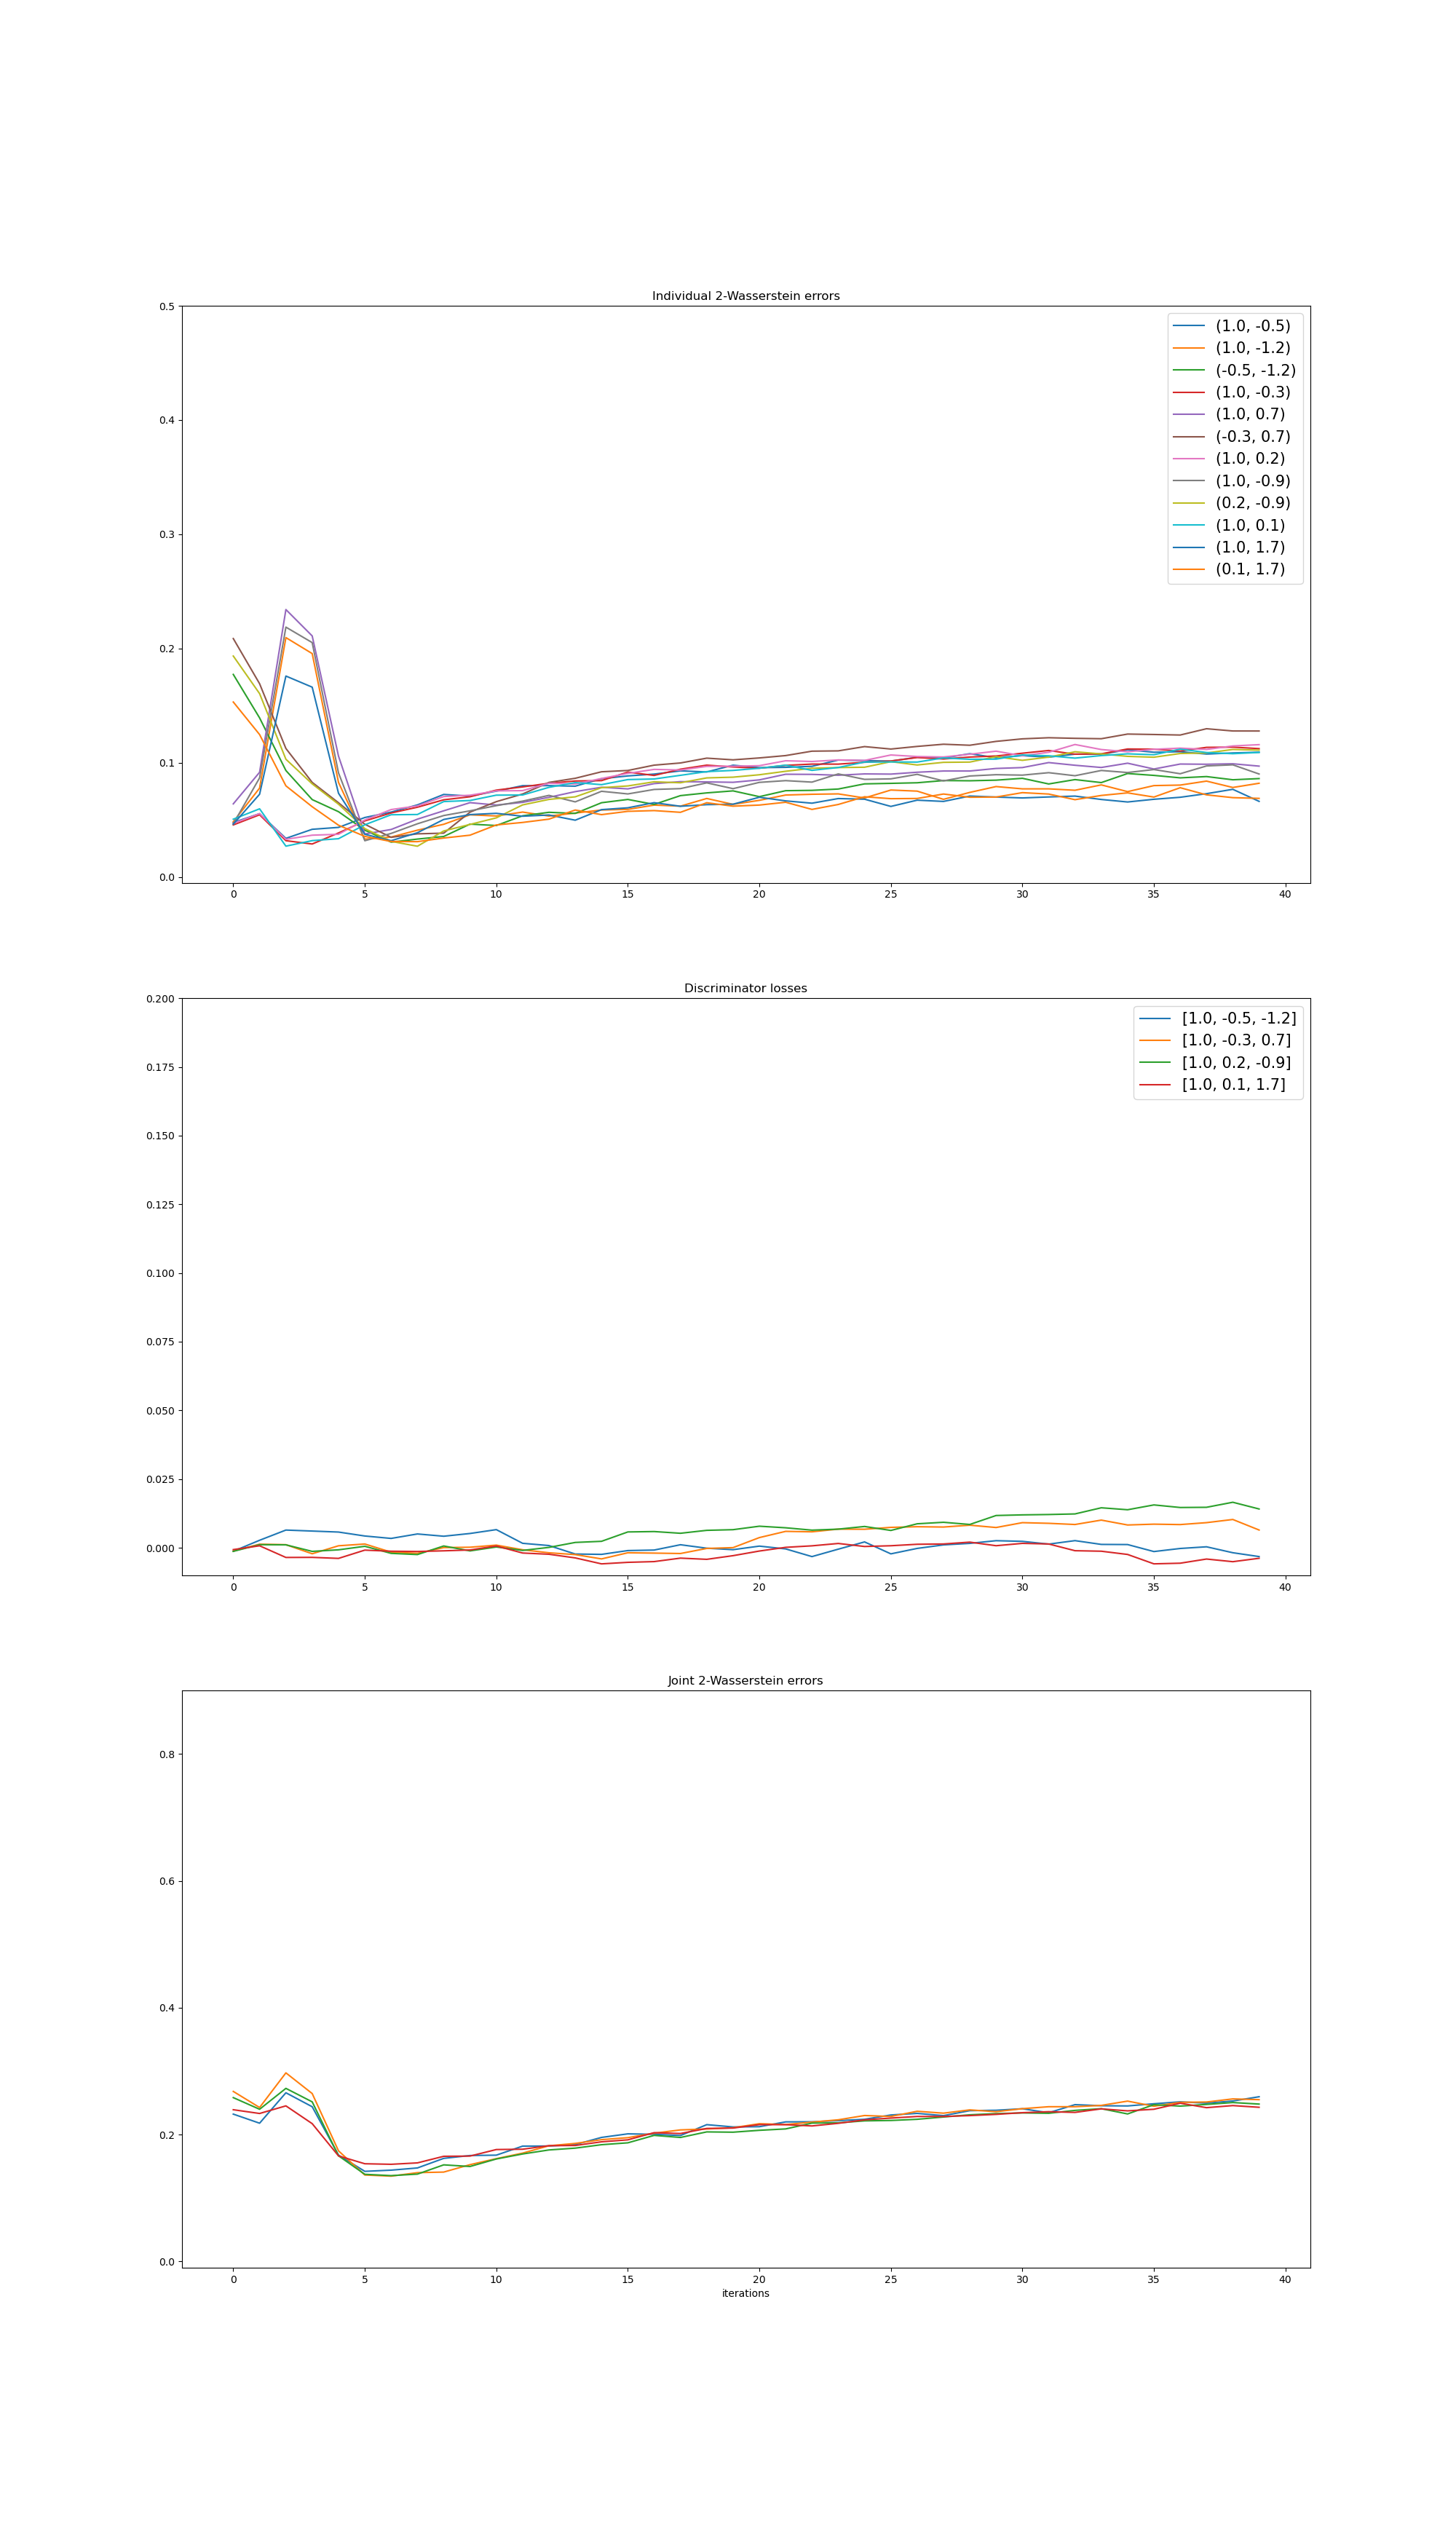 Individual 2-Wasserstein errors
0.5
0.4
0.3
0.2
0.1
0.0
(1.0, -0.5)
(1.0, -1.2)
(-0.5, -1.2)
(1.0, -0.3)
(1.0, 0.7)
(-0.3, 0.7)
(1.0, 0.2)
(1.0, -0.9)
(0.2, -0.9)
(1.0, 0.1)
(1.0, 1.7)
(0.1, 1.7)
0 5 10 15 20 25 30 35 40
Discriminator losses
0.200
0.175
0.150
0.125
0.100
0.075
0.050
0.025
0.000
[1.0, -0.5, -1.2]
[1.0, -0.3, 0.7]
[1.0, 0.2, -0.9]
[1.0, 0.1, 1.7]
0 5 10 15 20 25 30 35 40
Joint 2-Wasserstein errors
0.8
0.6
0.4
0.2
0.0
0 5 10 15 20 25 30 35 40
iterations